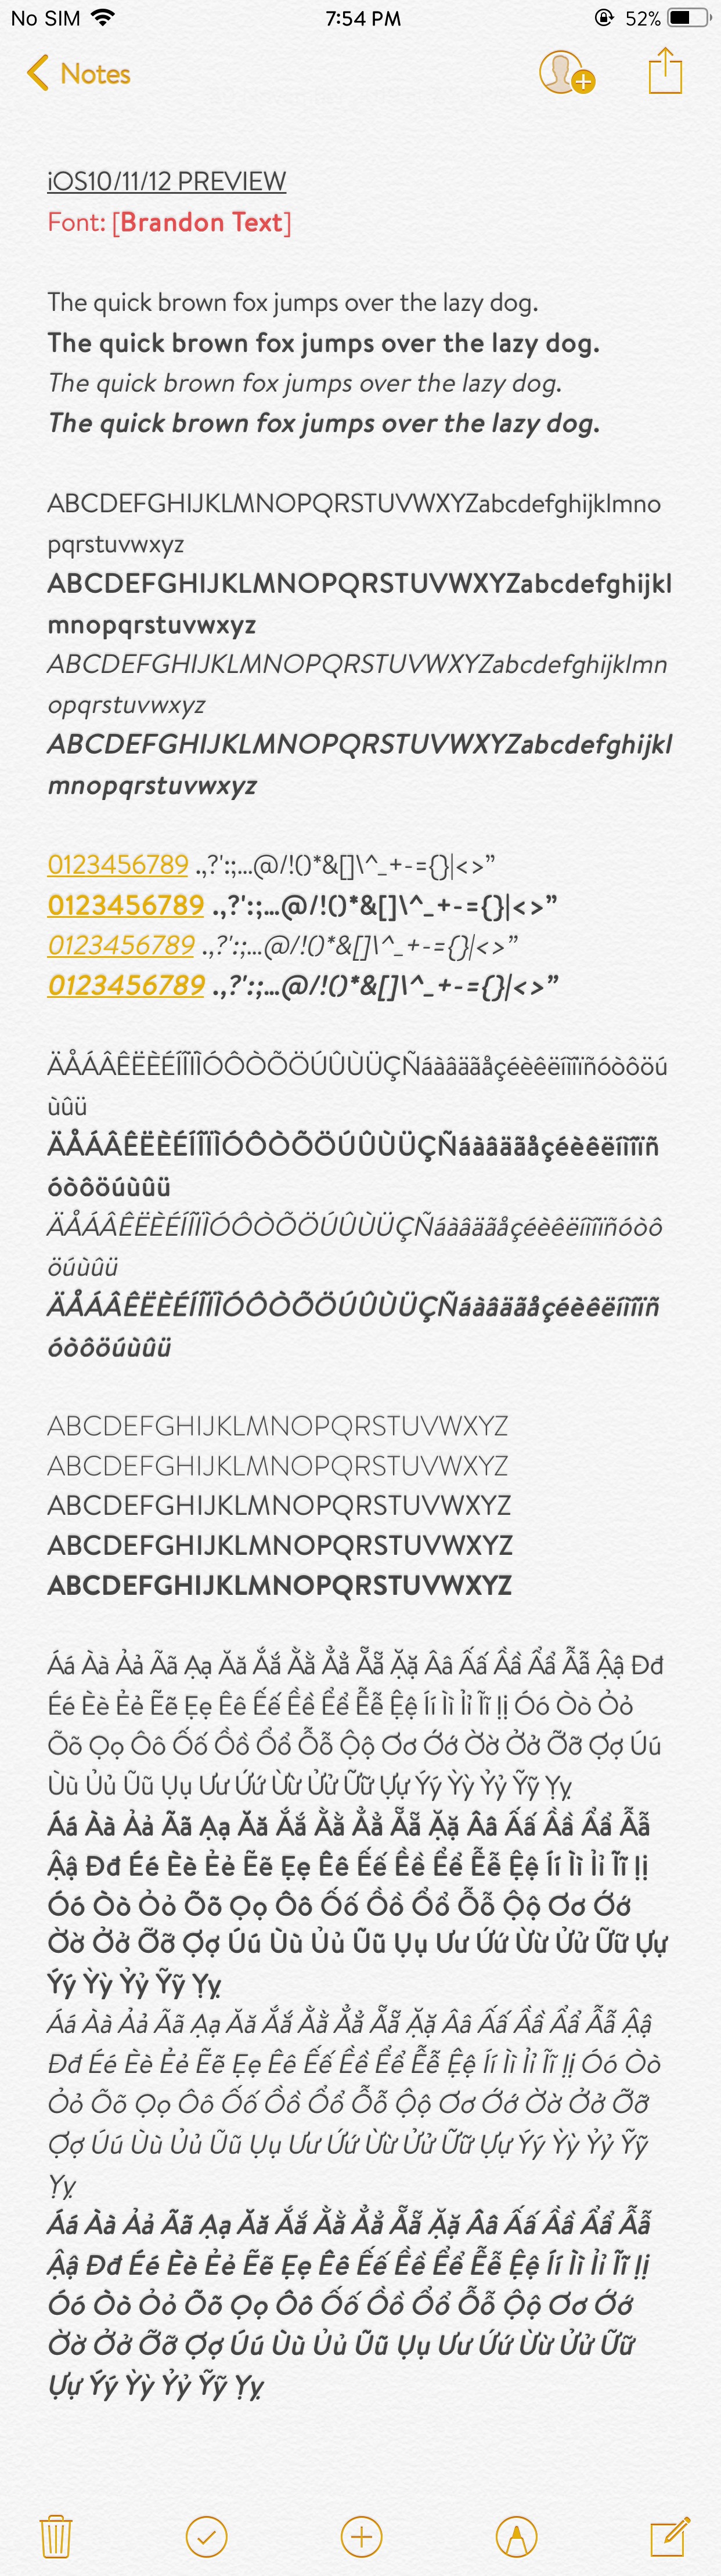 No SIM 7:54 PM 52%
Notes
iOS10/11/12 PREVIEW
Font: [Brandon Text]
The quick brown fox jumps over the lazy dog.
The quick brown fox jumps over the lazy dog.
The quick brown fox jumps over the lazy dog.
The quick brown fox jumps over the lazy dog.
ABCDEFGHIJKLMNOPQRSTUVWXYZabcdefghijklmno
pqrstuvwxyz
ABCDEFGHIJKLMNOPQRSTUVWXYZabcdefghijkl
mnopqrstuvwxyz
ABCDEFGHIJKLMNOPQRSTUVWXYZabcdefghijklmn
opqrstuvwxyz
ABCDEFGHIJKLMNOPQRSTUVWXYZabcdefghijkl
mnopqrstuvwxyz
0123456789 .,?':;...@/!()*&[]\^_+-={}|<>”
0123456789 .,?':;...@/!()*&[]\^_+-={}|<>”
0123456789 .,?':;...@/!()*&[]\^_+-={}|<>”
0123456789 .,?':;...@/!()*&[]\^_+-={}|<>”
ÄÅÁÂÊËÈÉÍÎĨÏÌÓÔÒÕÖÚÛÙÜÇÑáàâäãåçéèêëíìîĩïñóòôöú
ùûü
ÄÅÁÂÊËÈÉÍÎĨÏÌÓÔÒÕÖÚÛÙÜÇÑáàâäãåçéèêëíìîĩïñ
óòôöúùûü
ÄÅÁÂÊËÈÉÍÎĨÏÌÓÔÒÕÖÚÛÙÜÇÑáàâäãåçéèêëíìîĩïñóòô
öúùûü
ÄÅÁÂÊËÈÉÍÎĨÏÌÓÔÒÕÖÚÛÙÜÇÑáàâäãåçéèêëíìîĩïñ
óòôöúùûü
ABCDEFGHIJKLMNOPQRSTUVWXYZ
ABCDEFGHIJKLMNOPQRSTUVWXYZ
ABCDEFGHIJKLMNOPQRSTUVWXYZ
ABCDEFGHIJKLMNOPQRSTUVWXYZ
ABCDEFGHIJKLMNOPQRSTUVWXYZ
Áá Àà Ảả Ãã Ạạ Ăă Ắắ Ằằ Ẳẳ Ẵẵ Ặặ Ââ Ấấ Ầầ Ẩẩ Ẫẫ Ậậ Đđ
Éé Èè Ẻẻ Ẽẽ Ẹẹ Êê Ếế Ềề Ểể Ễễ Ệệ Íí Ìì Ỉỉ Ĩĩ Ịị Óó Òò Ỏỏ
Õõ Ọọ Ôô Ốố Ồồ Ổổ Ỗỗ Ộộ Ơơ Ớớ Ờờ Ởở Ỡỡ Ợợ Úú
Ùù Ủủ Ũũ Ụụ Ưư Ứứ Ừừ Ửử Ữữ Ựự Ýý Ỳỳ Ỷỷ Ỹỹ Ỵỵ
Áá Àà Ảả Ãã Ạạ Ăă Ắắ Ằằ Ẳẳ Ẵẵ Ặặ Ââ Ấấ Ầầ Ẩẩ Ẫẫ
Ậậ Đđ Éé Èè Ẻẻ Ẽẽ Ẹẹ Êê Ếế Ềề Ểể Ễễ Ệệ Íí Ìì Ỉỉ Ĩĩ Ịị
Óó Òò Ỏỏ Õõ Ọọ Ôô Ốố Ồồ Ổổ Ỗỗ Ộộ Ơơ Ớớ
Ờờ Ởở Ỡỡ Ợợ Úú Ùù Ủủ Ũũ Ụụ Ưư Ứứ Ừừ Ửử Ữữ Ựự
Ýý Ỳỳ Ỷỷ Ỹỹ Ỵỵ
Áá Àà Ảả Ãã Ạạ Ăă Ắắ Ằằ Ẳẳ Ẵẵ Ặặ Ââ Ấấ Ầầ Ẩẩ Ẫẫ Ậậ
Đđ Éé Èè Ẻẻ Ẽẽ Ẹẹ Êê Ếế Ềề Ểể Ễễ Ệệ Íí Ìì Ỉỉ Ĩĩ Ịị Óó Òò
Ỏỏ Õõ Ọọ Ôô Ốố Ồồ Ổổ Ỗỗ Ộộ Ơơ Ớớ Ờờ Ởở Ỡỡ
Ợợ Úú Ùù Ủủ Ũũ Ụụ Ưư Ứứ Ừừ Ửử Ữữ Ựự Ýý Ỳỳ Ỷỷ Ỹỹ
Ỵỵ
Áá Àà Ảả Ãã Ạạ Ăă Ắắ Ằằ Ẳẳ Ẵẵ Ặặ Ââ Ấấ Ầầ Ẩẩ Ẫẫ
Ậậ Đđ Éé Èè Ẻẻ Ẽẽ Ẹẹ Êê Ếế Ềề Ểể Ễễ Ệệ Íí Ìì Ỉỉ Ĩĩ Ịị
Óó Òò Ỏỏ Õõ Ọọ Ôô Ốố Ồồ Ổổ Ỗỗ Ộộ Ơơ Ớớ
Ờờ Ởở Ỡỡ Ợợ Úú Ùù Ủủ Ũũ Ụụ Ưư Ứứ Ừừ Ửử Ữữ
Ựự Ýý Ỳỳ Ỷỷ Ỹỹ Ỵỵ